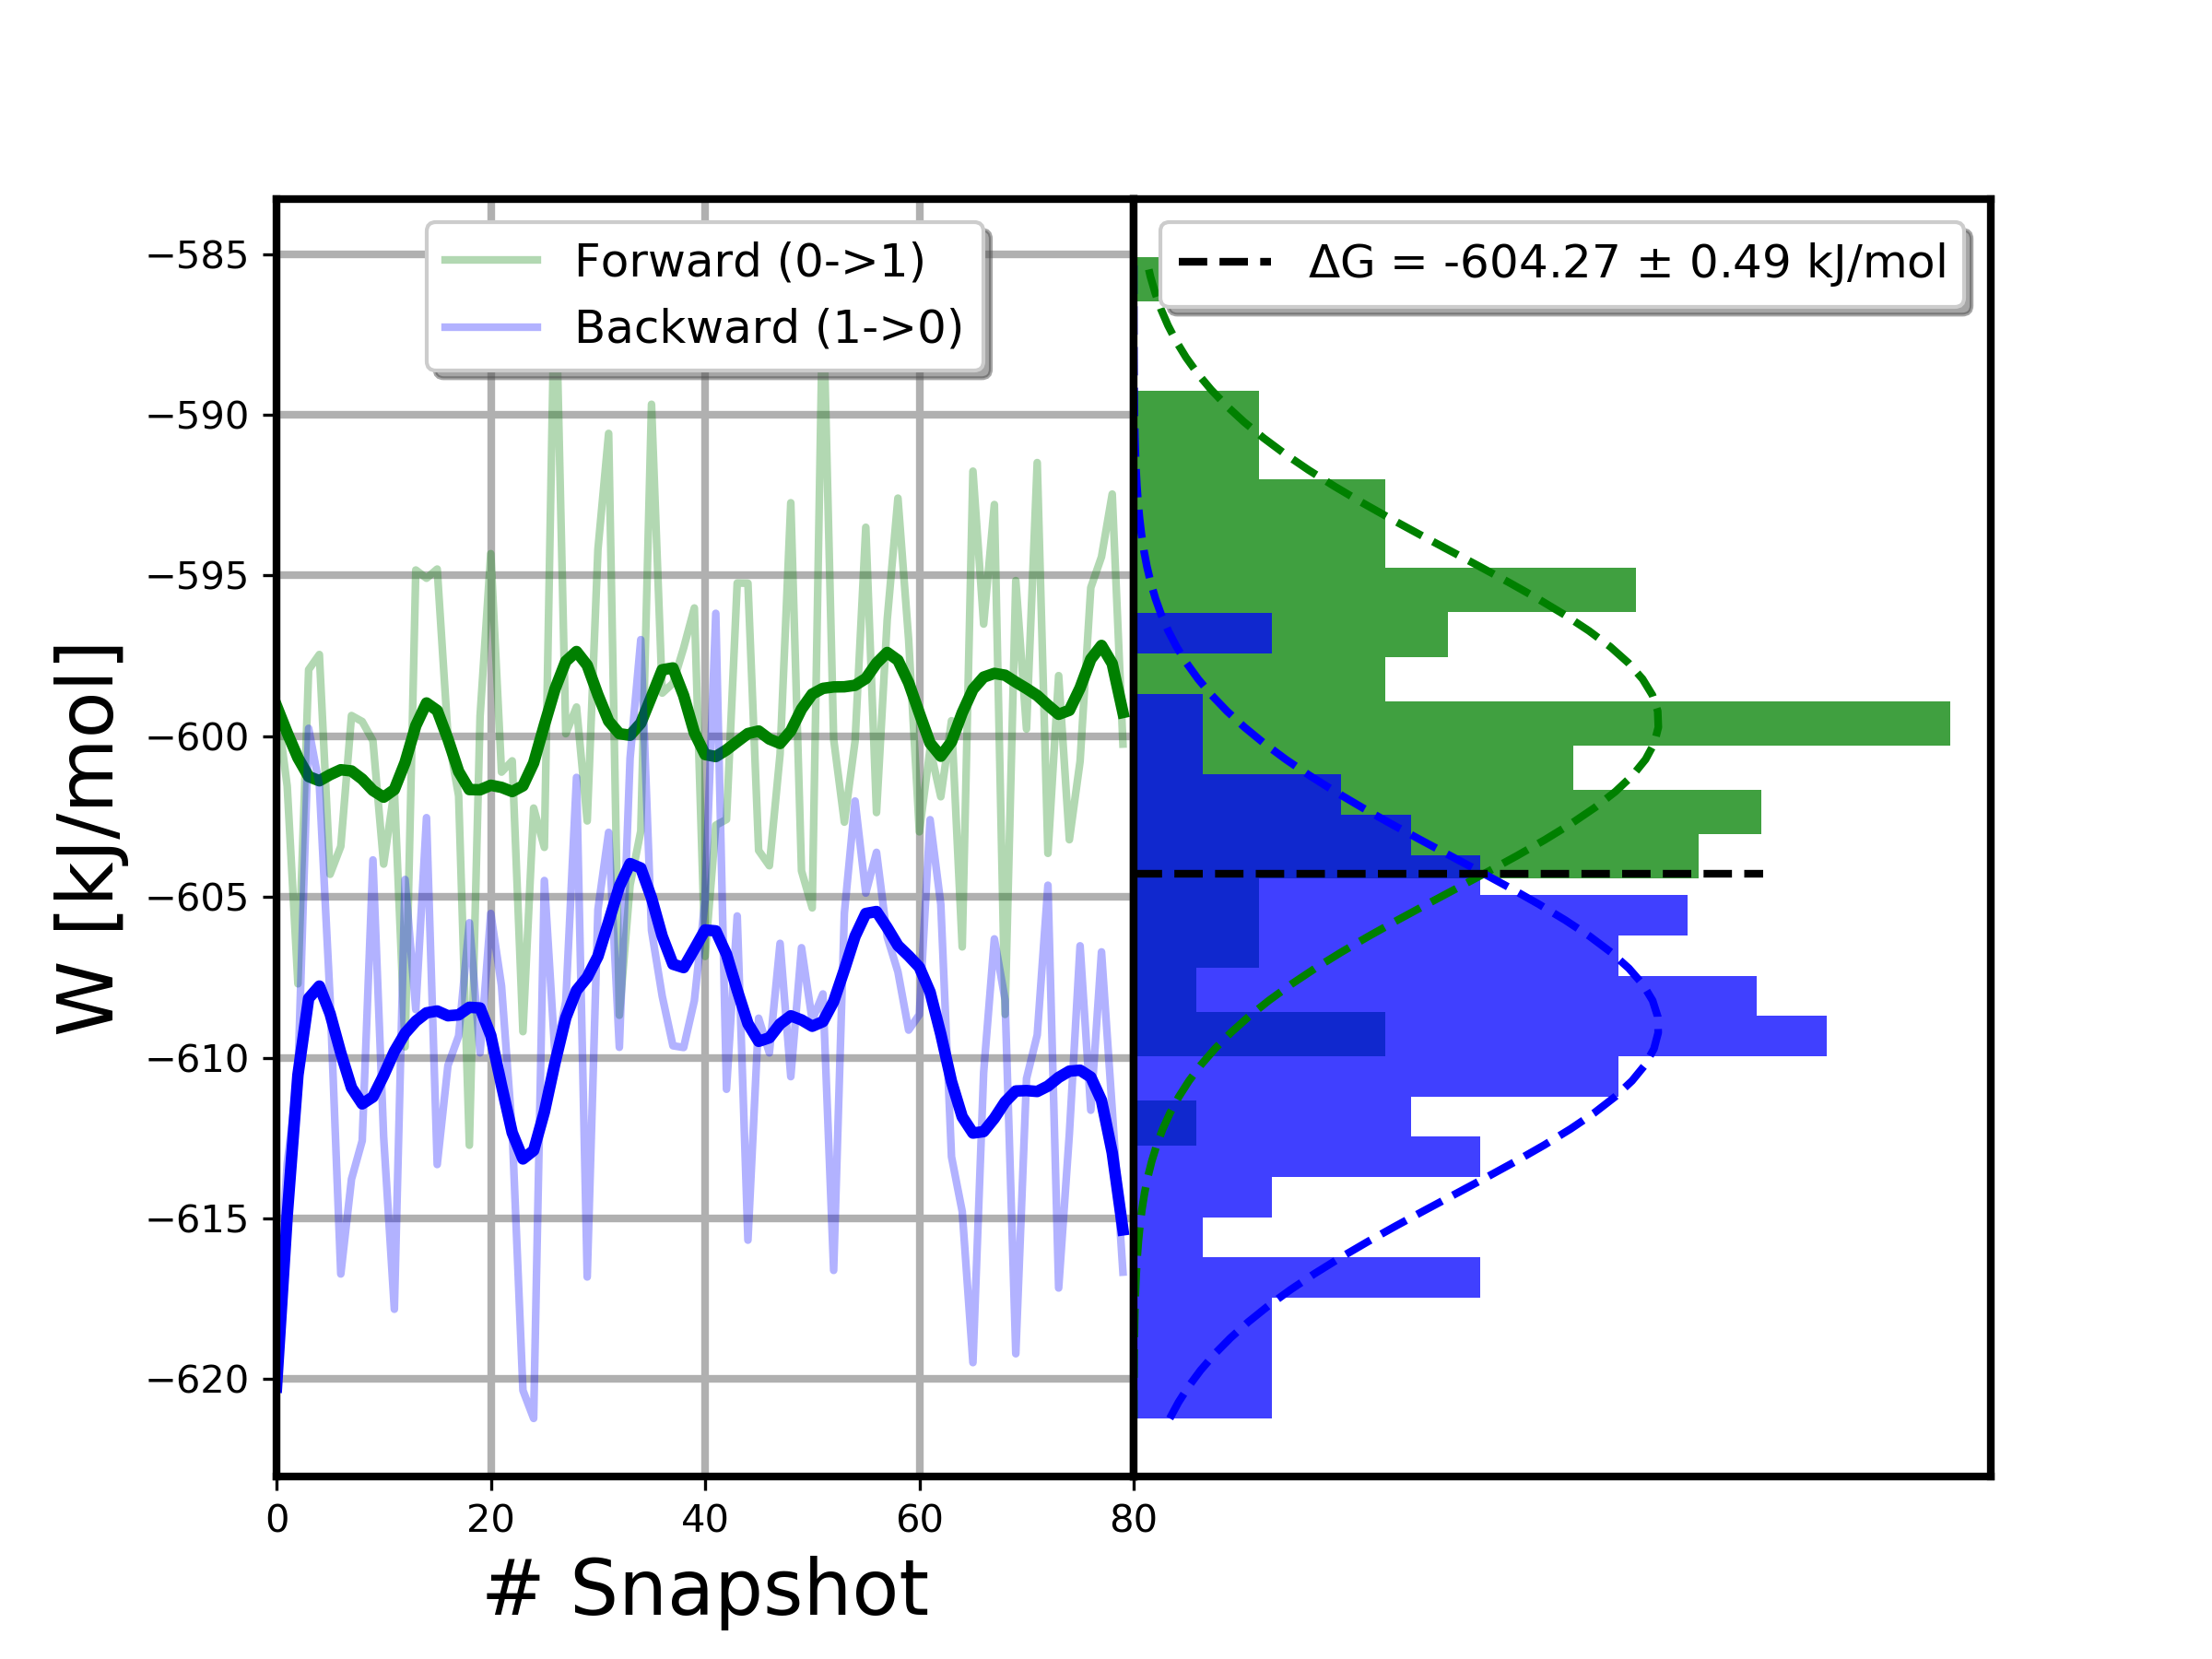 Forward (0->1)
Backward (1->0)
ΔG = -604.27 ± 0.49 kJ/mol
−585
−590
−595
−600
−605
−610
−615
−620
W [kJ/mol]
0 20 40 60 80
# Snapshot